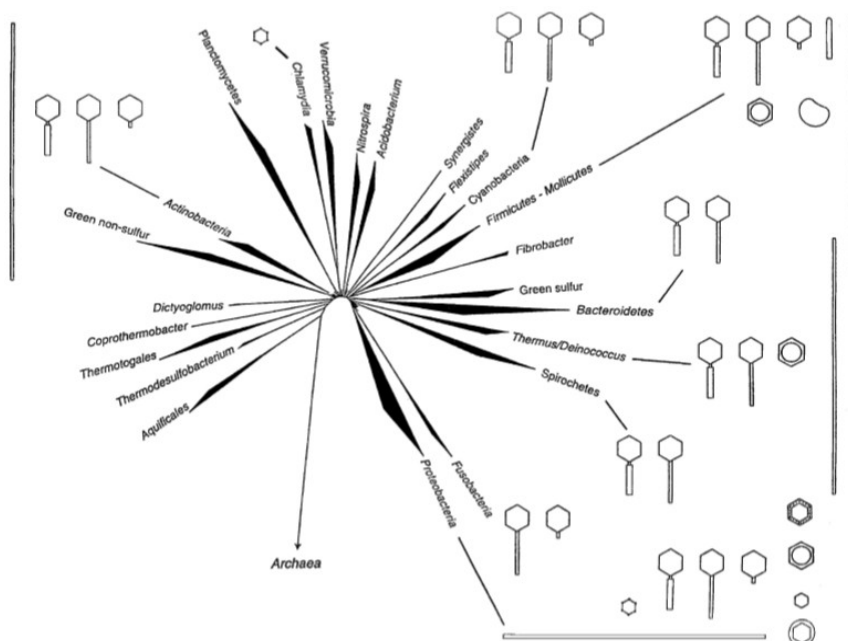 Planctomycetes
Chlamydia
Verrucomicrobia
Nitrospira
Acidobacterium
Synergistes
Flexistipes
Cyanobacteria
Firmicutes - Mollicutes
Actinobacteria
Green non-sulfur
Fibrobacter
Green sulfur
Bacteroidetes
Dictyoglomus
Coprothermobacter
Thermotogales
Thermodesulfobacterium
Aquificales
Thermus/Deinococcus
Spirochetes
Fusobacteria
Proteobacteria
Archaea